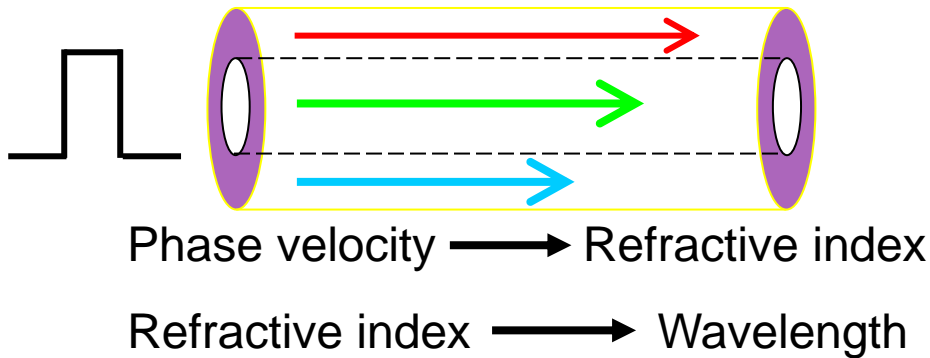 Phase velocity → Refractive index
Refractive index → Wavelength